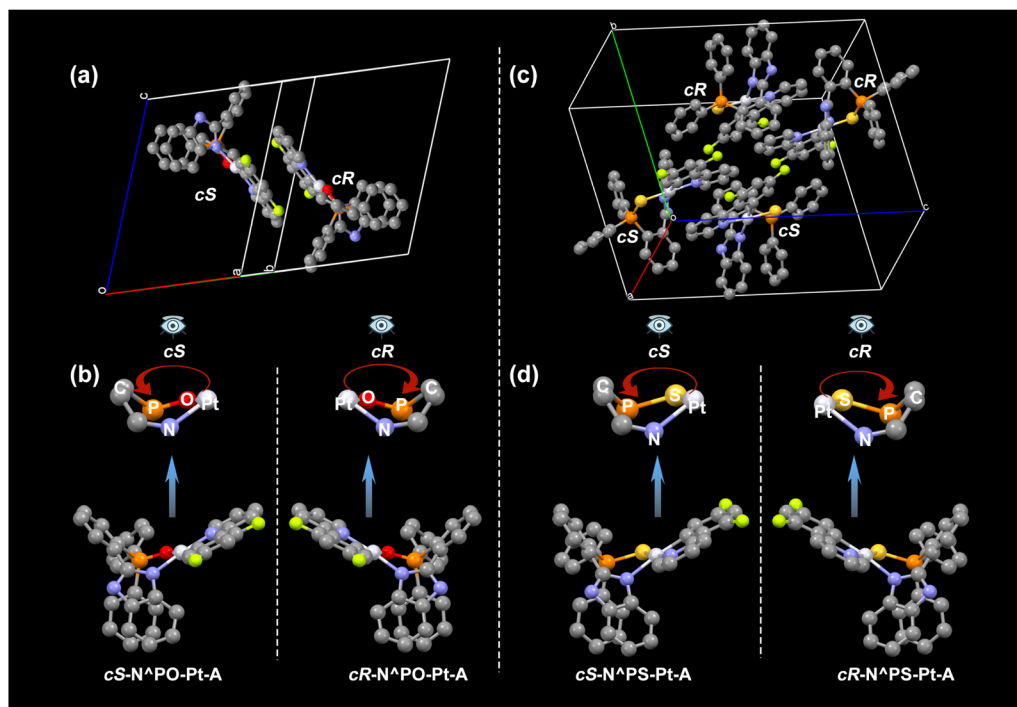 (a)
c
cS
cR
o
a
b
(c)
b
cR
cR
cS
cS
o
c
a
cS
cR
(b)
C
P
O
Pt
N
Pt
O
P
C
N
cS
cR
(d)
C
P
S
Pt
N
Pt
S
P
C
N
cS-N^PO-Pt-A
cR-N^PO-Pt-A
cS-N^PS-Pt-A
cR-N^PS-Pt-A